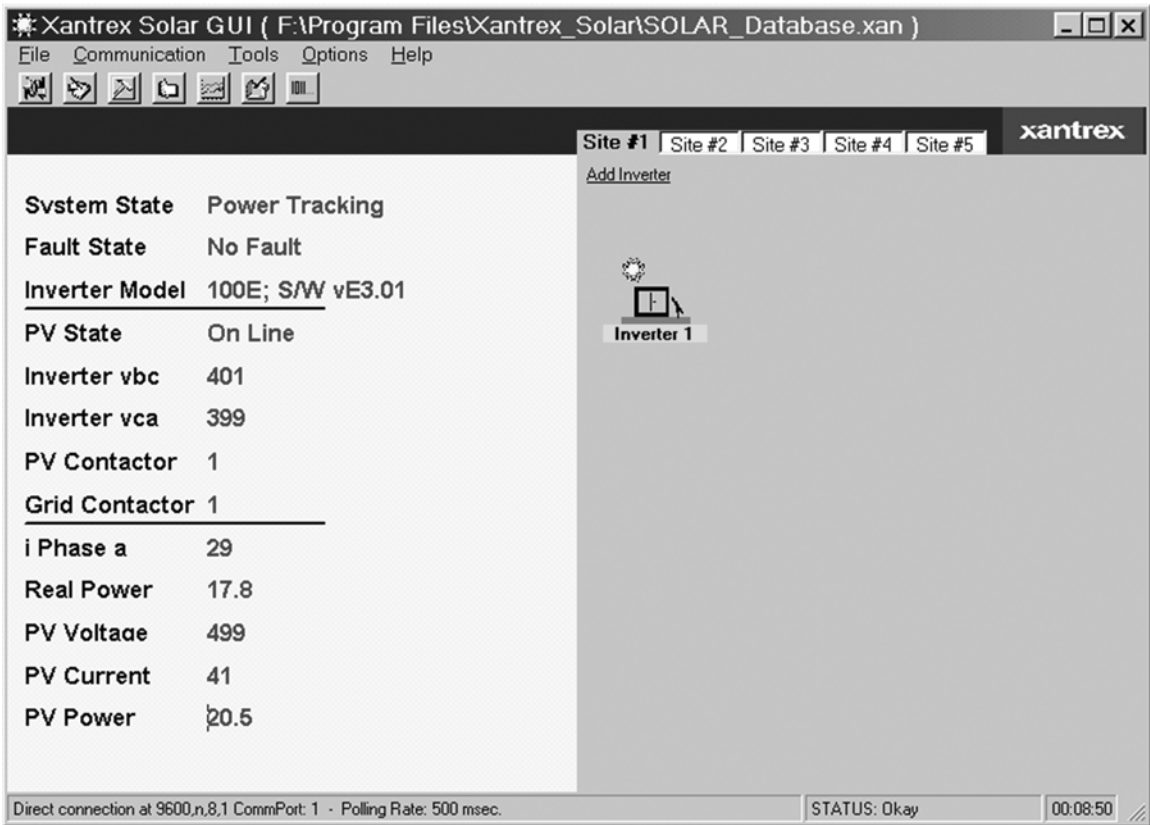 Xantrex Solar GUI ( F:\Program Files\Xantrex_Solar\SOLAR_Database.xan )
File Communication Tools Options Help
xantrex
Site #1 Site #2 Site #3 Site #4 Site #5
Add Inverter
System State Power Tracking
Fault State No Fault
Inverter Model 100E; S/W vE3.01
PV State On Line
Inverter vbc 401
Inverter vca 399
PV Contactor 1
Grid Contactor 1
i Phase a 29
Real Power 17.8
PV Voltage 499
PV Current 41
PV Power 20.5
Inverter 1
Direct connection at 9600,n,8,1 CommPort: 1 - Polling Rate: 500 msec.
STATUS: Okay
00:08:50